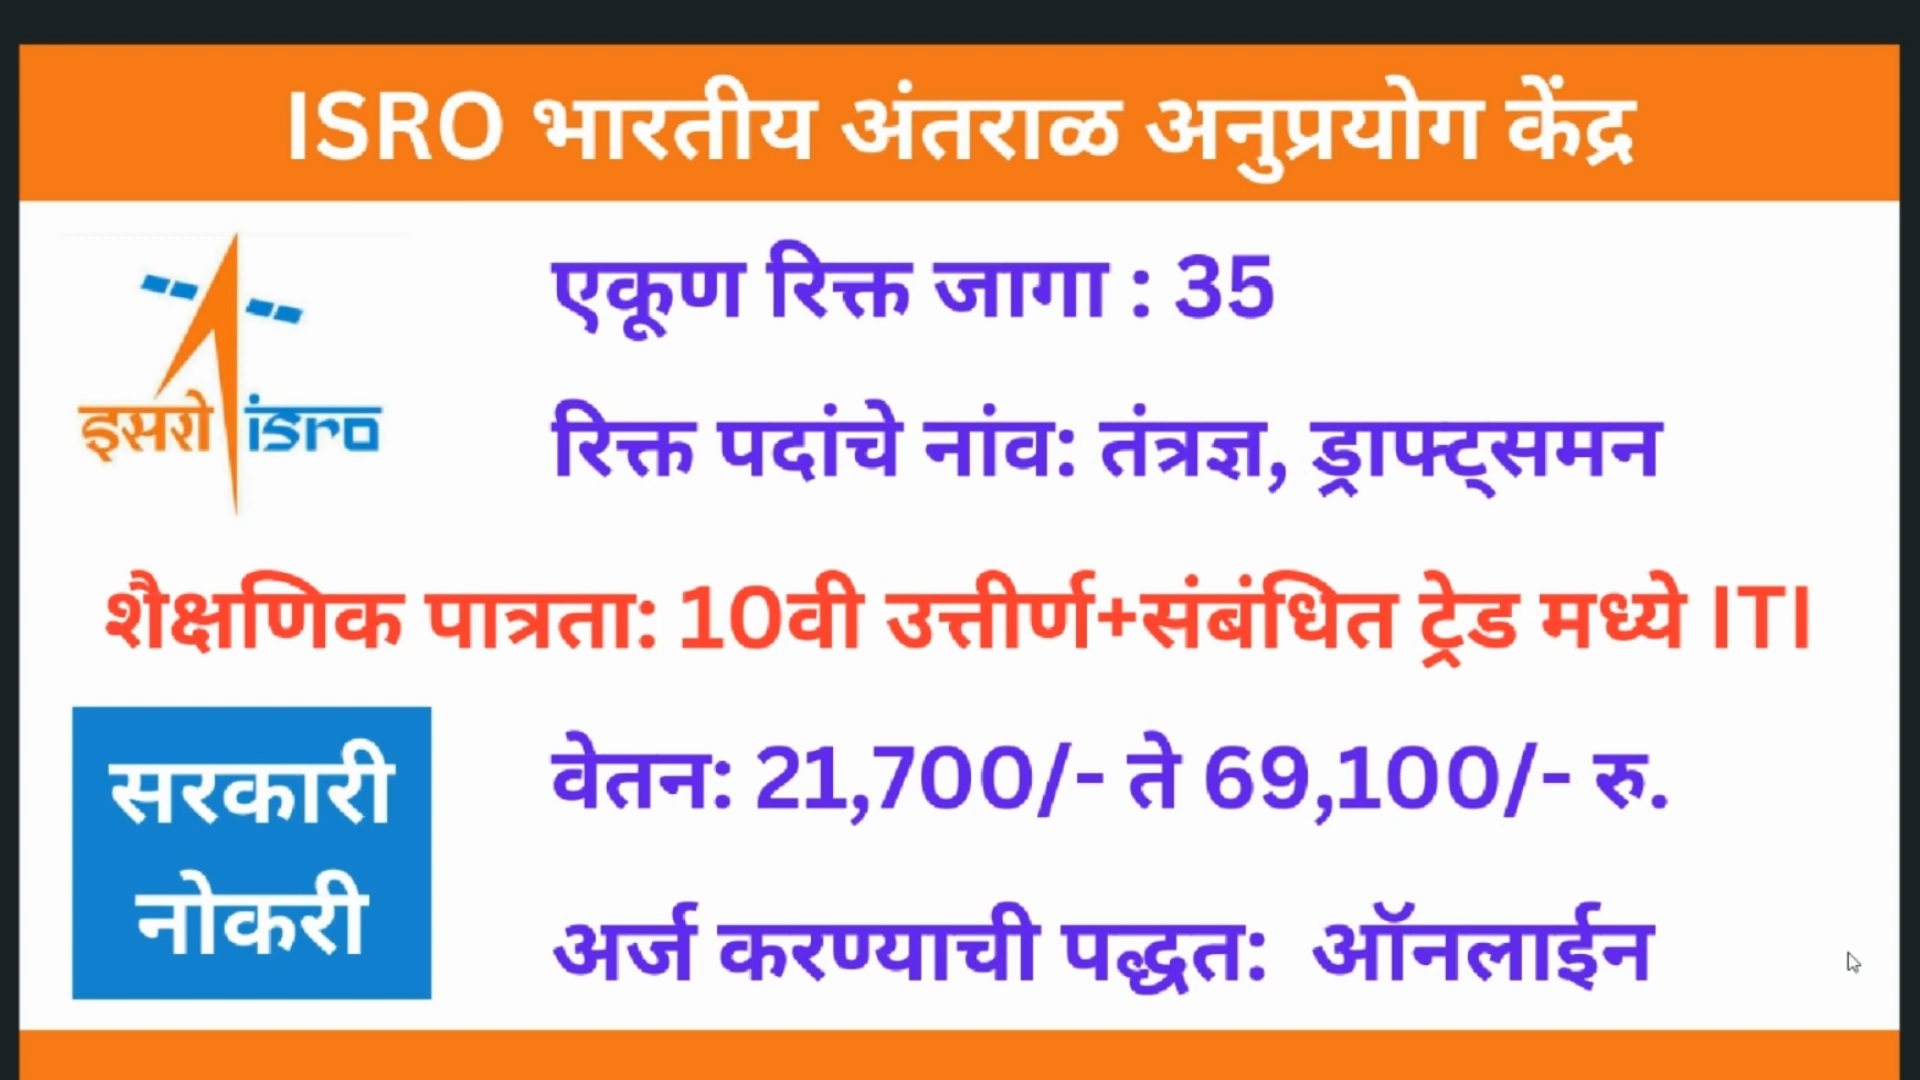 ISRO भारतीय अंतराळ अनुप्रयोग केंद्र
इसरो isro
एकूण रिक्त जागा : 35
रिक्त पदांचे नांव: तंत्रज्ञ, ड्राफ्ट्समन
शैक्षणिक पात्रता: 10वी उत्तीर्ण+संबंधित ट्रेड मध्ये ITI
सरकारी
नोकरी
वेतन: 21,700/- ते 69,100/- रु.
अर्ज करण्याची पद्धत: ऑनलाईन